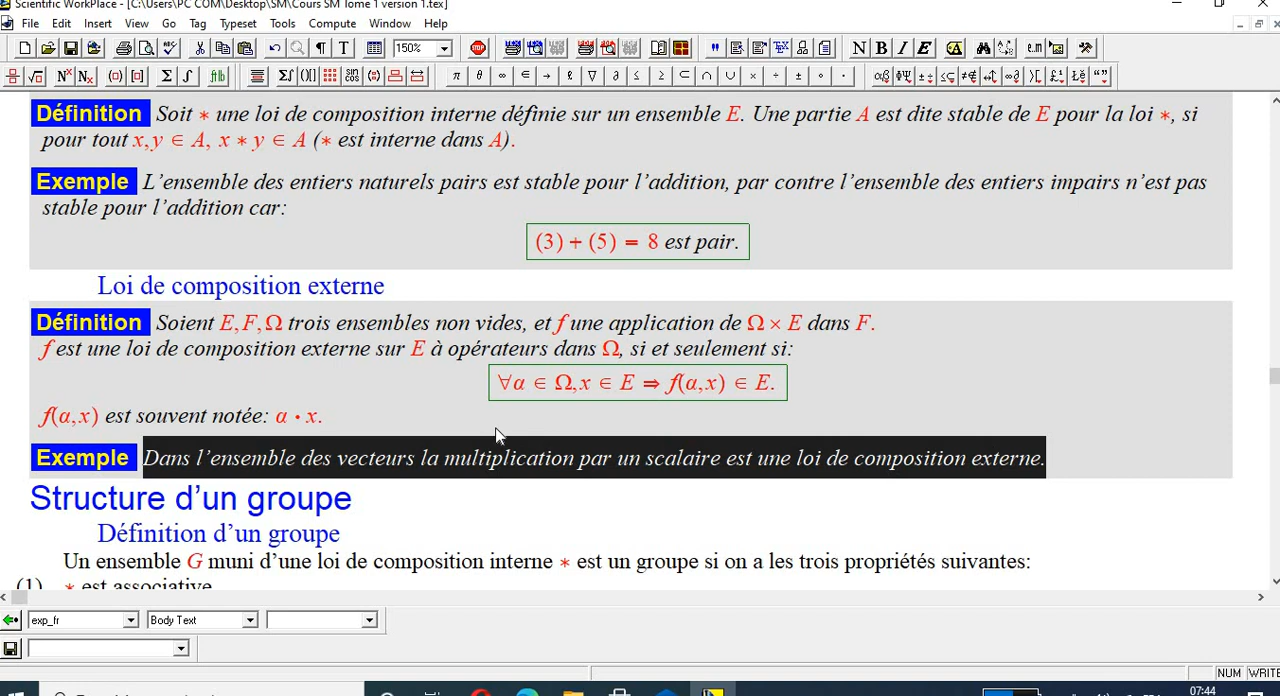 Scientific WorkPlace - [C:\Users\PC COM\Desktop\SM\Cours SM Tome 1 version 1.tex]
File Edit Insert View Go Tag Typeset Tools Compute Window Help
150%
Définition Soit * une loi de composition interne définie sur un ensemble E. Une partie A est dite stable de E pour la loi *, si
pour tout x,y ∈ A, x * y ∈ A (* est interne dans A).
Exemple L'ensemble des entiers naturels pairs est stable pour l'addition, par contre l'ensemble des entiers impairs n'est pas
stable pour l'addition car:
(3) + (5) = 8 est pair.
Loi de composition externe
Définition Soient E,F,Ω trois ensembles non vides, et f une application de Ω × E dans F.
f est une loi de composition externe sur E à opérateurs dans Ω, si et seulement si:
∀α ∈ Ω,x ∈ E ⇒ f(α,x) ∈ E.
f(α,x) est souvent notée: α • x.
Exemple Dans l'ensemble des vecteurs la multiplication par un scalaire est une loi de composition externe.
Structure d'un groupe
Définition d'un groupe
Un ensemble G muni d'une loi de composition interne * est un groupe si on a les trois propriétés suivantes:
(1) * est associative
exp_fr Body Text
NUM WRITE
07:44